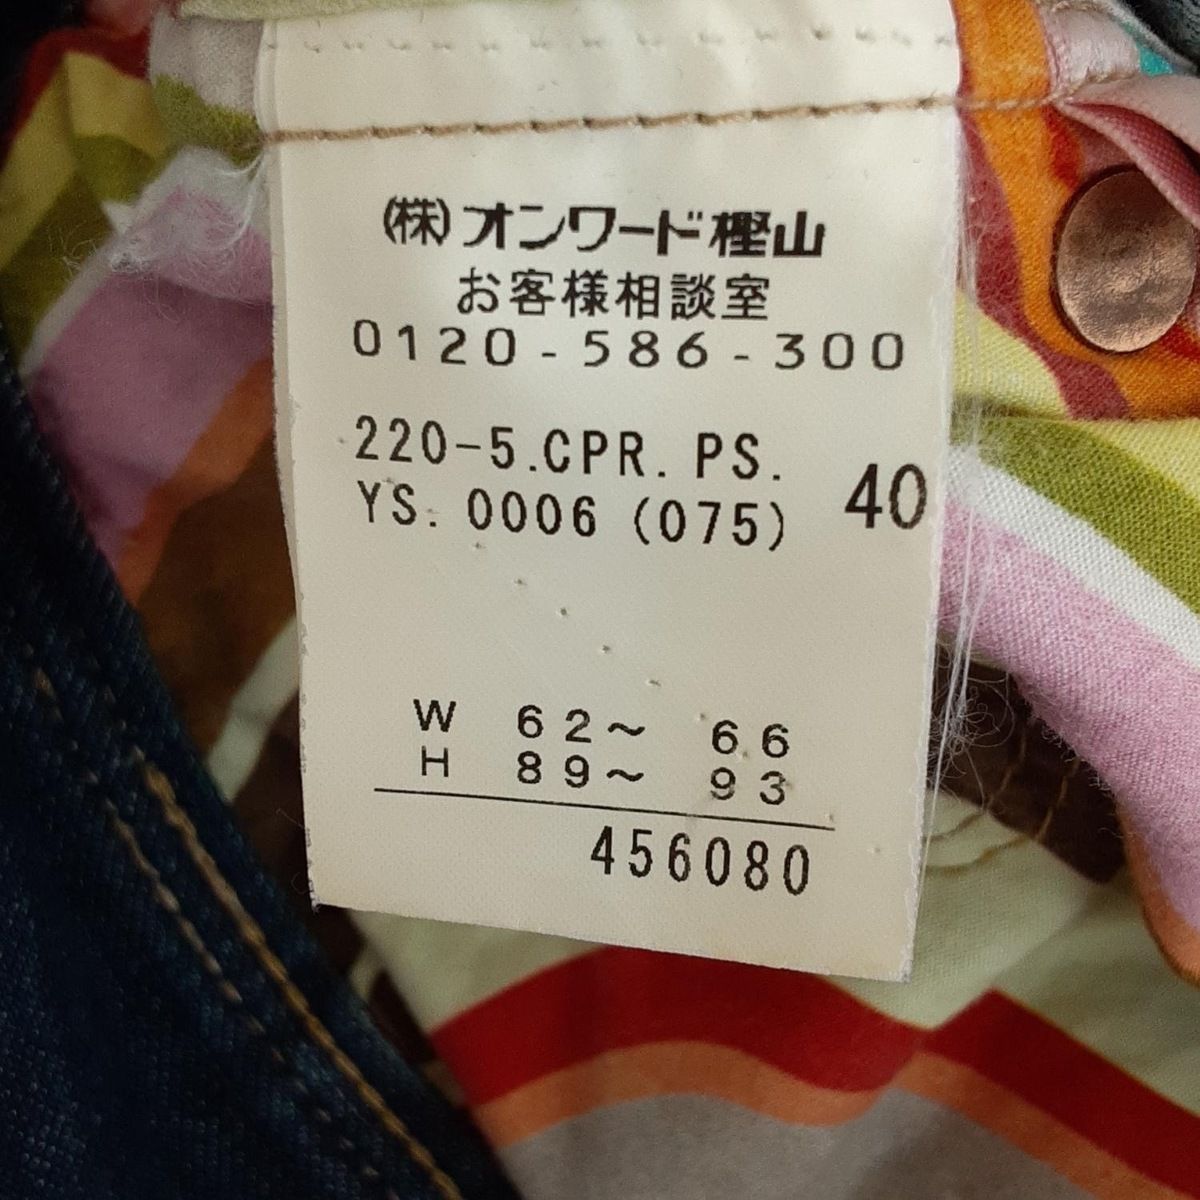 (株)オンワード樫山
お客様相談室
0120-586-300
220-5.CPR. PS.
YS. 0006 (075) 40
W 62～ 66
H 89～ 93
456080